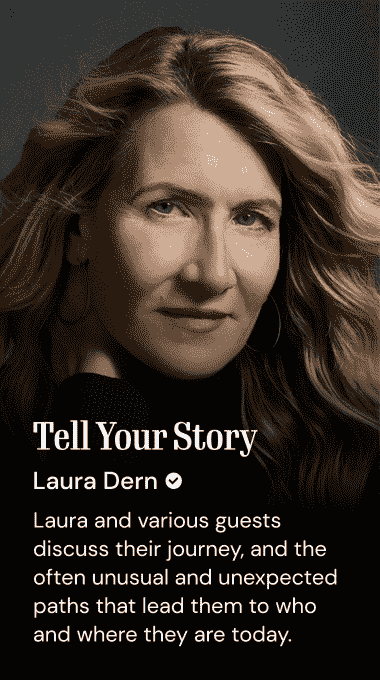 Tell Your Story
Laura Dern
Laura and various guests
discuss their journey, and the
often unusual and unexpected
paths that lead them to who
and where they are today.